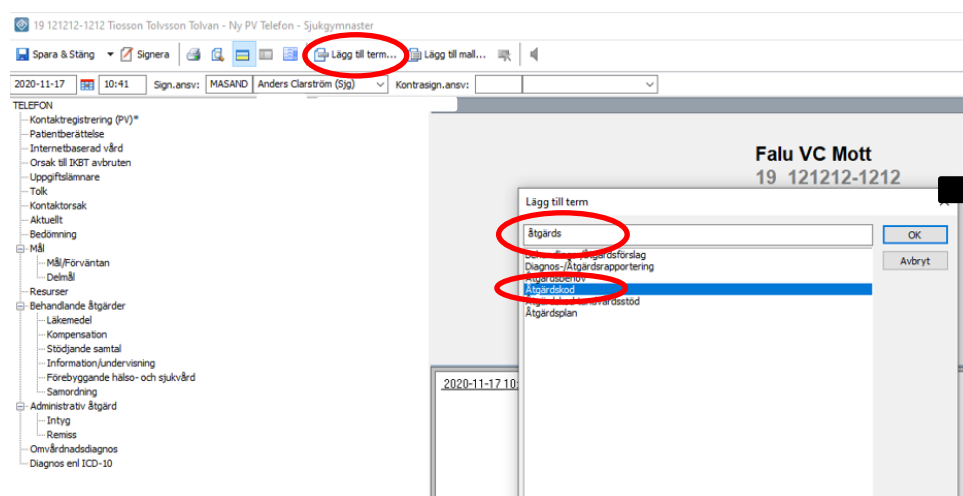 19 121212-1212 Tiosson Tolvsson Tolvan - Ny PV Telefon - Sjukgymnaster
Spara & Stäng Signera Lägg till term... Lägg till mall...
2020-11-17 10:41 Sign.ansv: MASAND Anders Clarström (Sjg) Kontrasign.ansv:
TELEFON
Kontaktregistrering (PV)*
Patientberättelse
Internetbaserad vård
Orsak till IKBT avbruten
Uppgiftslämnare
Tolk
Kontaktorsak
Aktuellt
Bedömning
Mål
Mål/Förväntan
Delmål
Resurser
Behandlande åtgärder
Läkemedel
Kompensation
Stödjande samtal
Information/undervisning
Förebyggande hälso- och sjukvård
Samordning
Administrativ åtgärd
Intyg
Remiss
Omvårdnadsdiagnos
Diagnos enl ICD-10
Falu VC Mott
19 121212-1212
Lägg till term
åtgärds
OK
Avbryt
Diagnos-/Åtgärdsrapportering
Åtgärdsbehov
Åtgärdskod
Åtgärdsplan
2020-11-17 10: